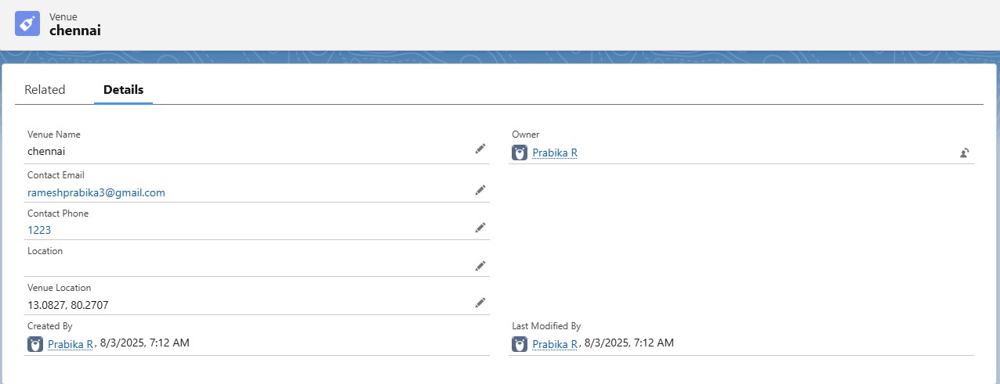 Venue
chennai
Related
Details
Venue Name
chennai
Owner
Prabika R
Contact Email
rameshprabika3@gmail.com
Contact Phone
1223
Location
Venue Location
13.0827, 80.2707
Created By
Prabika R, 8/3/2025, 7:12 AM
Last Modified By
Prabika R, 8/3/2025, 7:12 AM